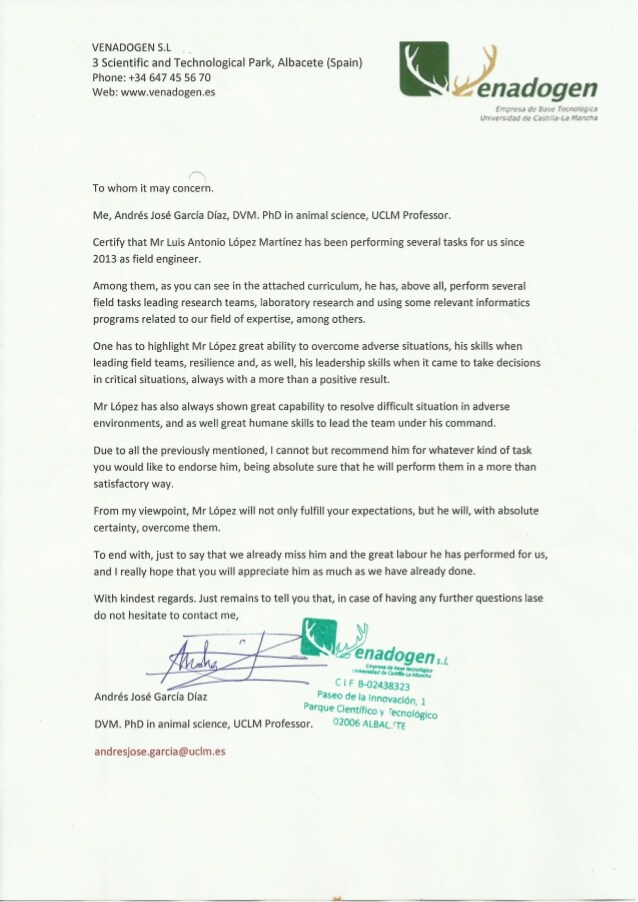 VENADOGEN S.L
3 Scientific and Technological Park, Albacete (Spain)
Phone: +34 647 45 56 70
Web: www.venadogen.es
Venadogen
Empresa de Base Tecnológica
Universidad de Castilla-La Mancha
To whom it may concern.
Me, Andrés José García Díaz, DVM. PhD in animal science, UCLM Professor.
Certify that Mr Luis Antonio López Martínez has been performing several tasks for us since
2013 as field engineer.
Among them, as you can see in the attached curriculum, he has, above all, perform several
field tasks leading research teams, laboratory research and using some relevant informatics
programs related to our field of expertise, among others.
One has to highlight Mr López great ability to overcome adverse situations, his skills when
leading field teams, resilience and, as well, his leadership skills when it came to take decisions
in critical situations, always with a more than a positive result.
Mr López has also always shown great capability to resolve difficult situation in adverse
environments, and as well great humane skills to lead the team under his command.
Due to all the previously mentioned, I cannot but recommend him for whatever kind of task
you would like to endorse him, being absolute sure that he will perform them in a more than
satisfactory way.
From my viewpoint, Mr López will not only fulfill your expectations, but he will, with absolute
certainty, overcome them.
To end with, just to say that we already miss him and the great labour he has performed for us,
and I really hope that you will appreciate him as much as we have already done.
With kindest regards. Just remains to tell you that, in case of having any further questions lase
do not hesitate to contact me,
Venadogen S.L
Empresa de base tecnológica
Universidad de Castilla-La Mancha
CIF B-02438323
Paseo de la Innovación, 1
Parque Científico y Tecnológico
02006 ALBACETE
Andrés José García Díaz
DVM. PhD in animal science, UCLM Professor.
andresjose.garcia@uclm.es